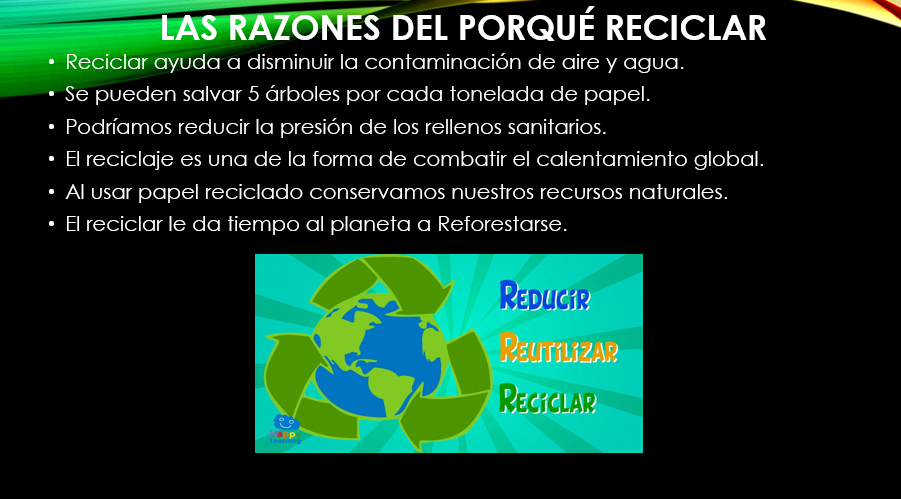 LAS RAZONES DEL PORQUÉ RECICLAR
• Reciclar ayuda a disminuir la contaminación de aire y agua.
• Se pueden salvar 5 árboles por cada tonelada de papel.
• Podríamos reducir la presión de los rellenos sanitarios.
• El reciclaje es una de la forma de combatir el calentamiento global.
• Al usar papel reciclado conservamos nuestros recursos naturales.
• El reciclar le da tiempo al planeta a Reforestarse.
Reducir
Reutilizar
Reciclar
Happy
Learning